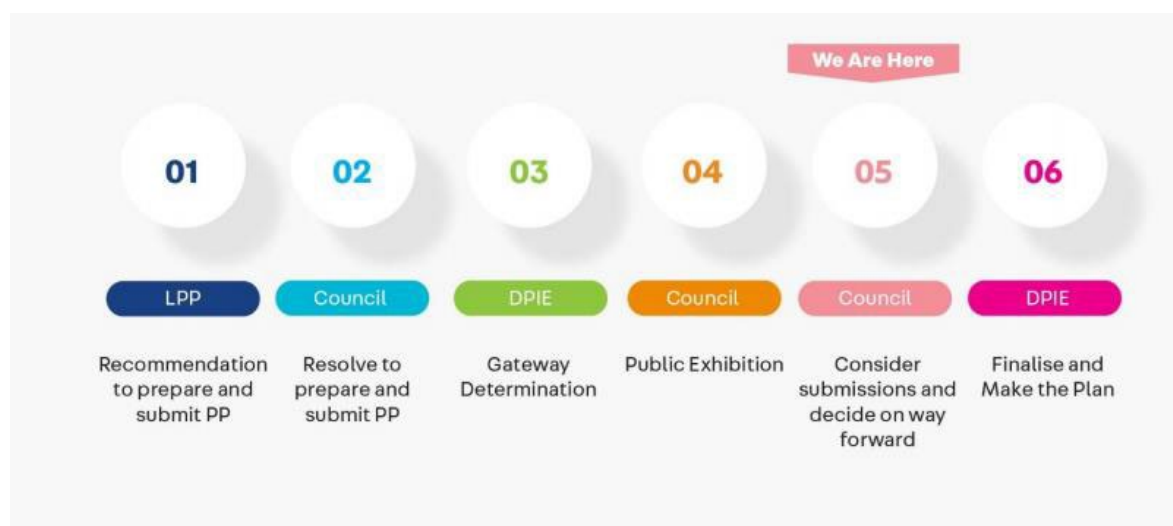 We Are Here
01
02
03
04
05
06
LPP
Council
DPIE
Council
Council
DPIE
Recommendation
to prepare and
submit PP
Resolve to
prepare and
submit PP
Gateway
Determination
Public Exhibition
Consider
submissions and
decide on way
forward
Finalise and
Make the Plan